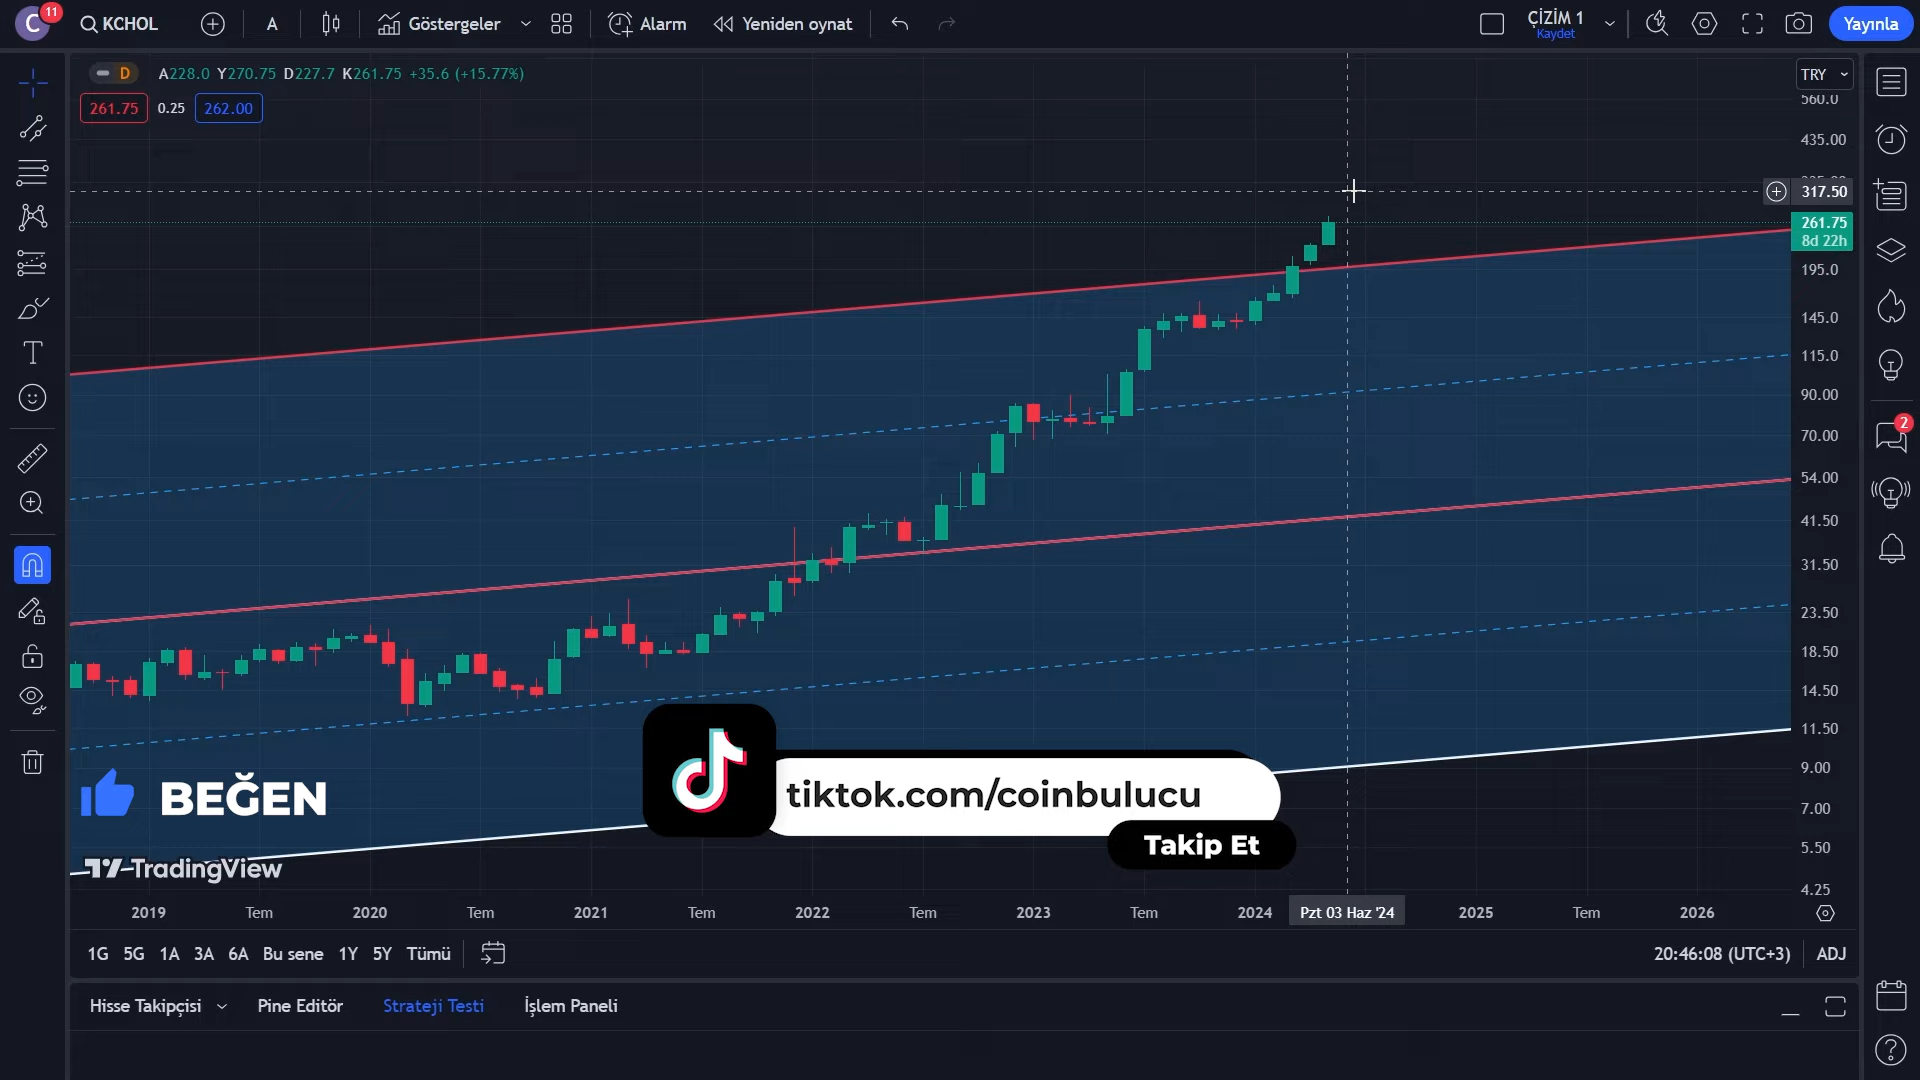 C 11 KCHOL A Göstergeler Alarm Yeniden oynat ÇİZİM 1 Kaydet Yayınla
D A228.0 Y270.75 D227.7 K261.75 +35.6 (+15.77%)
261.75 0.25 262.00
TRY
560.0
435.00
317.50
261.75
8d 22h
195.0
145.0
115.0
90.00
70.00
54.00
41.50
31.50
23.50
18.50
14.50
11.50
9.00
7.00
5.50
4.25
2
BEĞEN
tiktok.com/coinbulucu
Takip Et
TradingView
2019 Tem 2020 Tem 2021 Tem 2022 Tem 2023 Tem 2024 Pzt 03 Haz '24 2025 Tem 2026
1G 5G 1A 3A 6A Bu sene 1Y 5Y Tümü 20:46:08 (UTC+3) ADJ
Hisse Takipçisi Pine Editör Strateji Testi İşlem Paneli